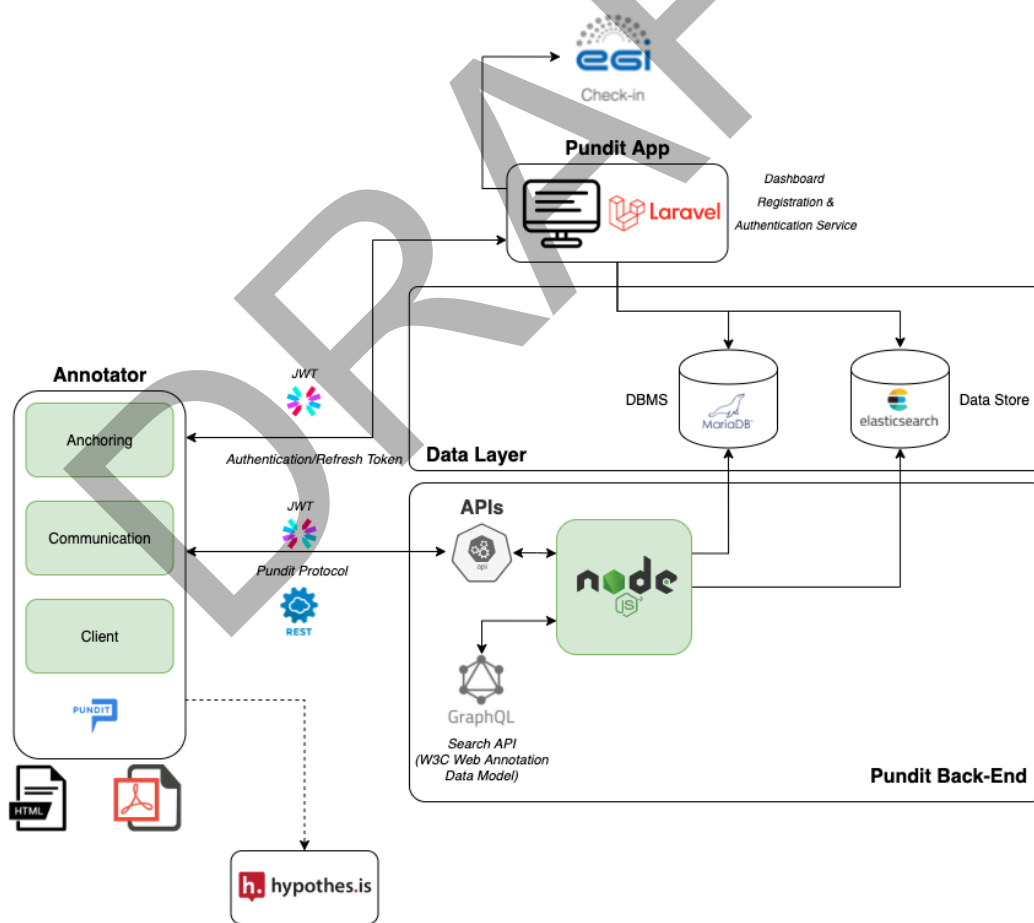 egi
Check-in
Pundit App
Laravel
Dashboard
Registration &
Authentication Service
Annotator
Anchoring
Communication
Client
PUNDIT
HTML
JWT
Authentication/Refresh Token
JWT
Pundit Protocol
REST
DBMS
MariaDB
elasticsearch
Data Store
Data Layer
APIs
api
node
JS
GraphQL
Search API
(W3C Web Annotation
Data Model)
Pundit Back-End
h. hypothes.is
DRAF